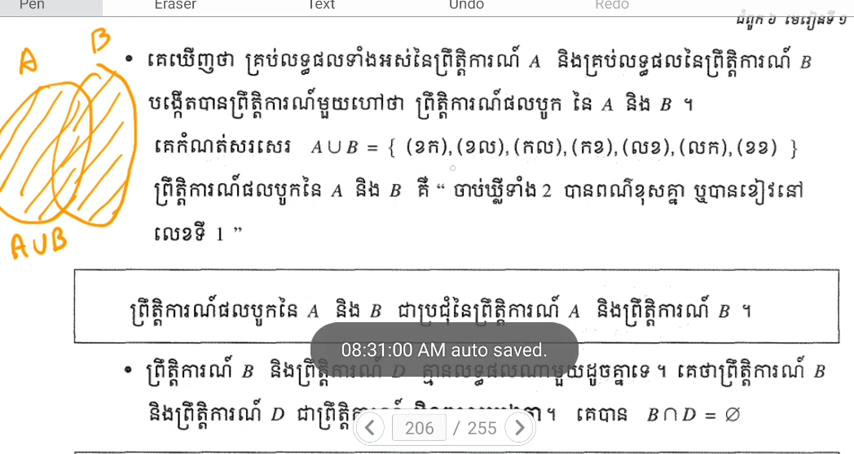 Pen Eraser Text Undo Redo
ជំពូក ៦ មេរៀនទី ១
A B
• គេឃើញថា គ្រប់លទ្ធផលទាំងអស់នៃព្រឹត្តិការណ៍ A និងគ្រប់លទ្ធផលនៃព្រឹត្តិការណ៍ B
បង្កើតបានព្រឹត្តិការណ៍មួយហៅថា ព្រឹត្តិការណ៍ផលបូក នៃ A និង B ។
គេកំណត់សរសេរ A ∪ B = { (ខក), (ខល), (កល), (កខ), (លខ), (លក), (ខខ) }
ព្រឹត្តិការណ៍ផលបូកនៃ A និង B គឺ “ ចាប់ឃ្លីទាំង 2 បានពណ៌ខុសគ្នា ឬបានខៀវនៅ
លេខទី 1 ”
A∪B
ព្រឹត្តិការណ៍ផលបូកនៃ A និង B ជាប្រជុំនៃព្រឹត្តិការណ៍ A និងព្រឹត្តិការណ៍ B ។
08:31:00 AM auto saved.
• ព្រឹត្តិការណ៍ B និងព្រឹត្តិការណ៍ D គ្មានលទ្ធផលណាមួយដូចគ្នាទេ ។ គេថាព្រឹត្តិការណ៍ B
និងព្រឹត្តិការណ៍ D ជាព្រឹត្តិការណ៍ ។ គេបាន B ∩ D = ∅
206 / 255